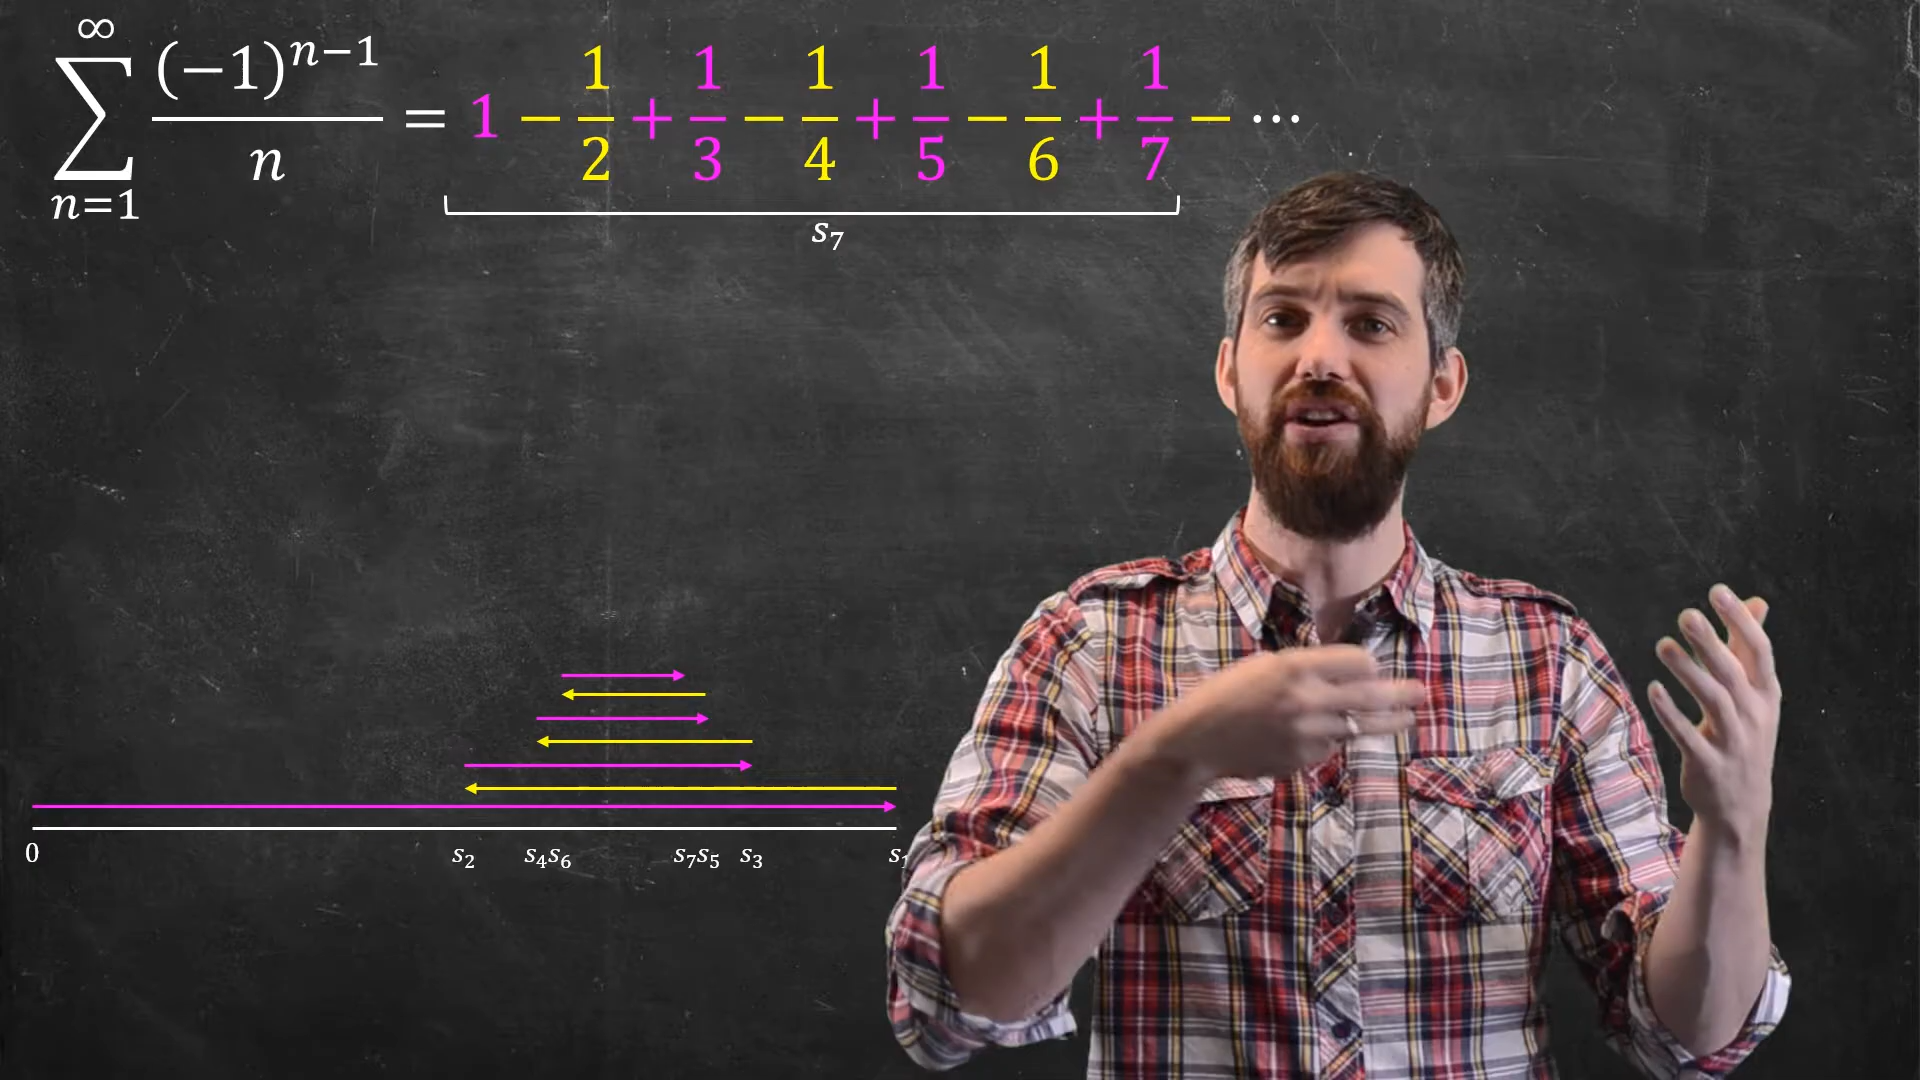 ∞
∑ (−1)ⁿ⁻¹/n = 1 − 1/2 + 1/3 − 1/4 + 1/5 − 1/6 + 1/7 − ⋯
n=1
s₇
0 s₂ s₄s₆ s₇s₅ s₃ s₁